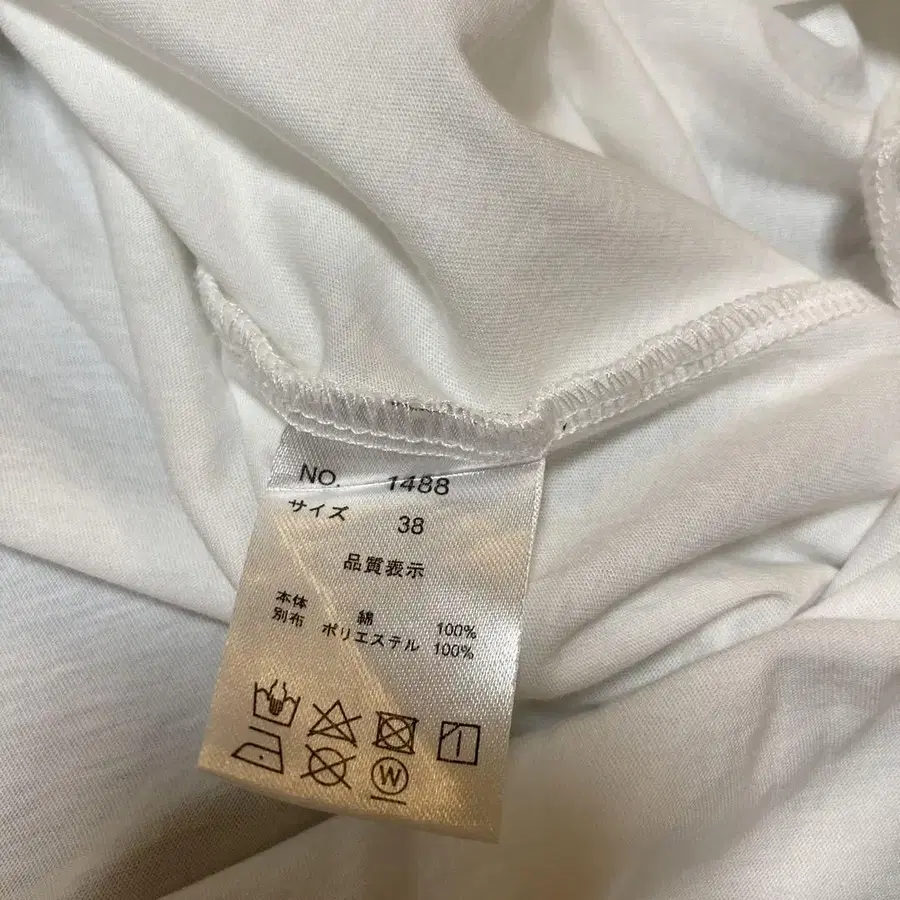 NO. 1488
サイズ 38
品質表示
本体 綿 100%
別布 ポリエステル 100%
W